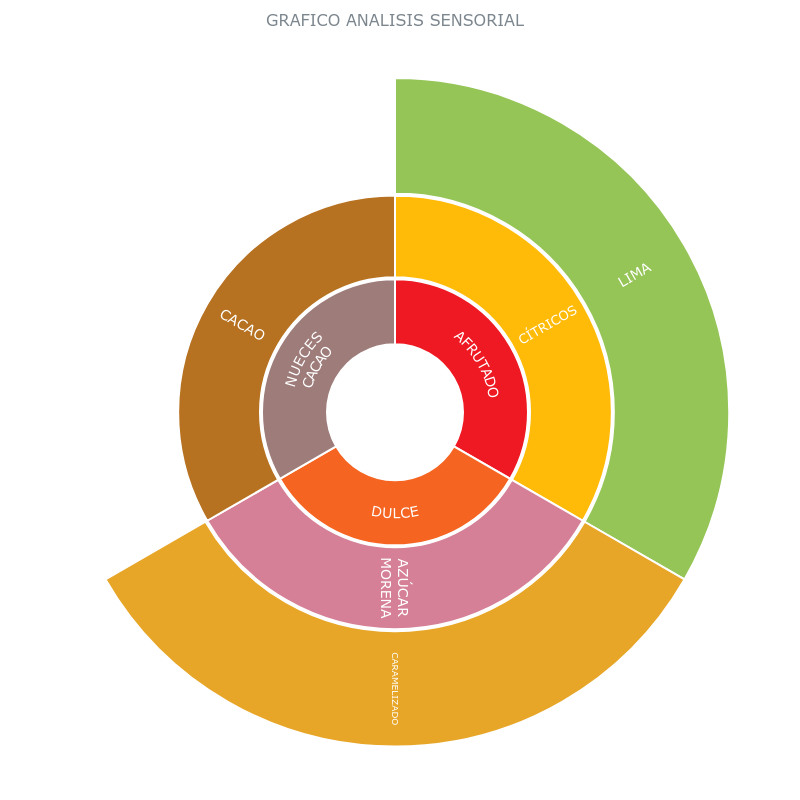 GRAFICO ANALISIS SENSORIAL
LIMA
CÍTRICOS
AFRUTADO
NUECES
CACAO
CACAO
DULCE
AZÚCAR
MORENA
CARAMELIZADO